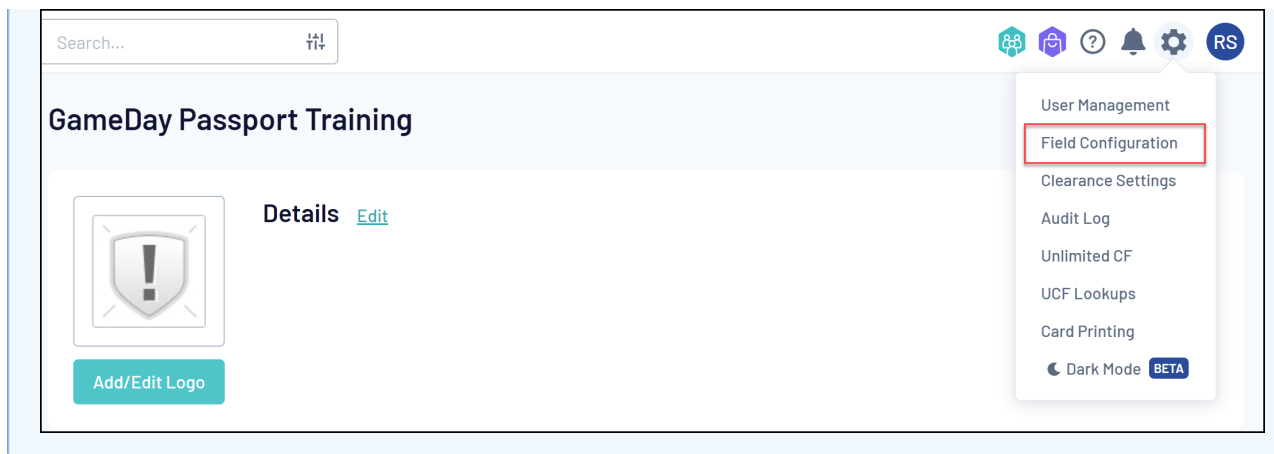 Search...
RS
User Management
GameDay Passport Training
Field Configuration
Clearance Settings
Details Edit
Audit Log
Unlimited CF
UCF Lookups
Card Printing
Dark Mode BETA
Add/Edit Logo